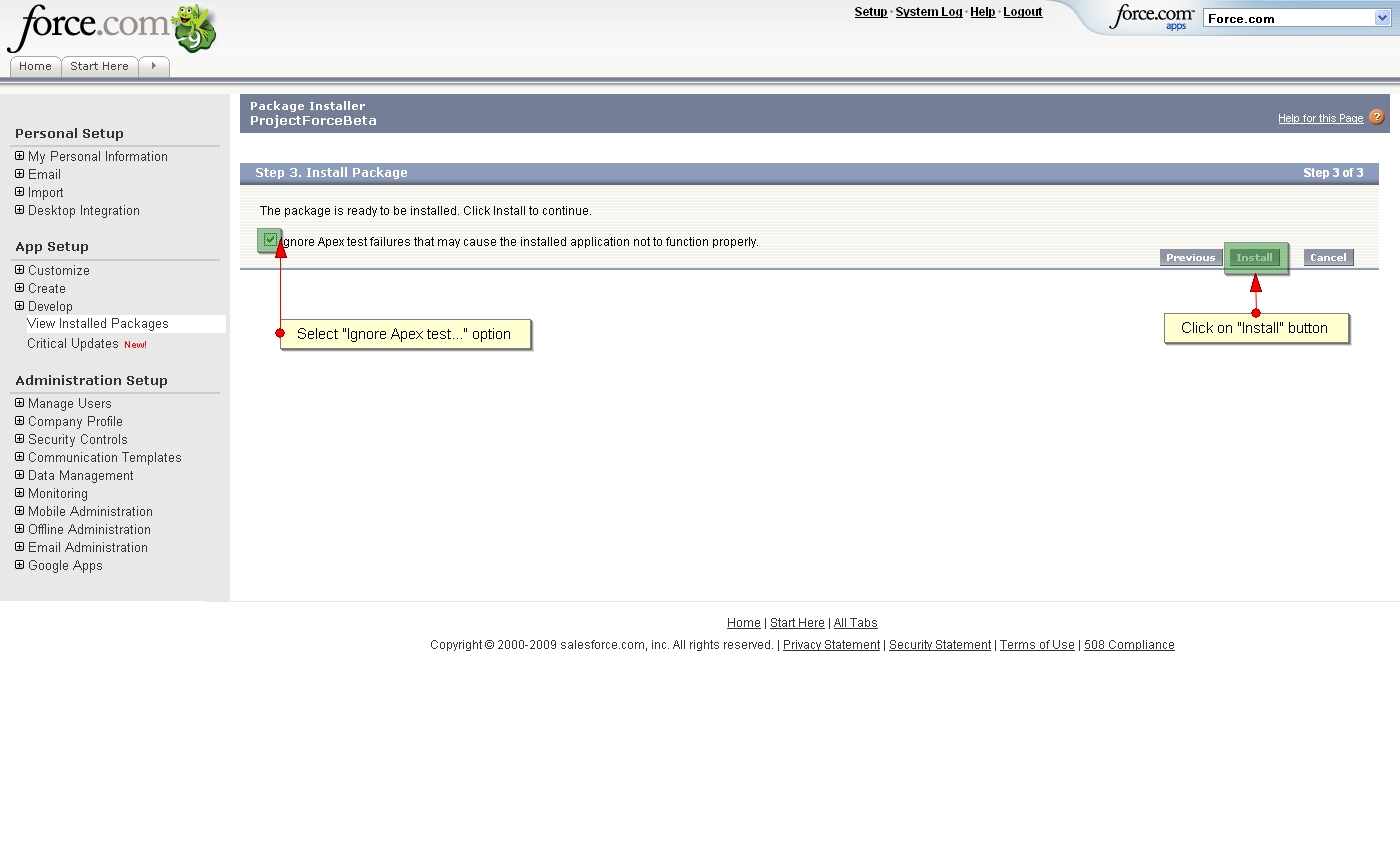 force.com
9
Setup · System Log · Help · Logout
force.com™
apps
Force.com
Home
Start Here
Personal Setup
My Personal Information
Email
Import
Desktop Integration
App Setup
Customize
Create
Develop
View Installed Packages
Critical Updates New!
Administration Setup
Manage Users
Company Profile
Security Controls
Communication Templates
Data Management
Monitoring
Mobile Administration
Offline Administration
Email Administration
Google Apps
Package Installer
ProjectForceBeta
Help for this Page ?
Step 3. Install Package
Step 3 of 3
The package is ready to be installed. Click Install to continue.
Ignore Apex test failures that may cause the installed application not to function properly.
Previous
Install
Cancel
Select "Ignore Apex test..." option
Click on "Install" button
Home | Start Here | All Tabs
Copyright © 2000-2009 salesforce.com, inc. All rights reserved. | Privacy Statement | Security Statement | Terms of Use | 508 Compliance